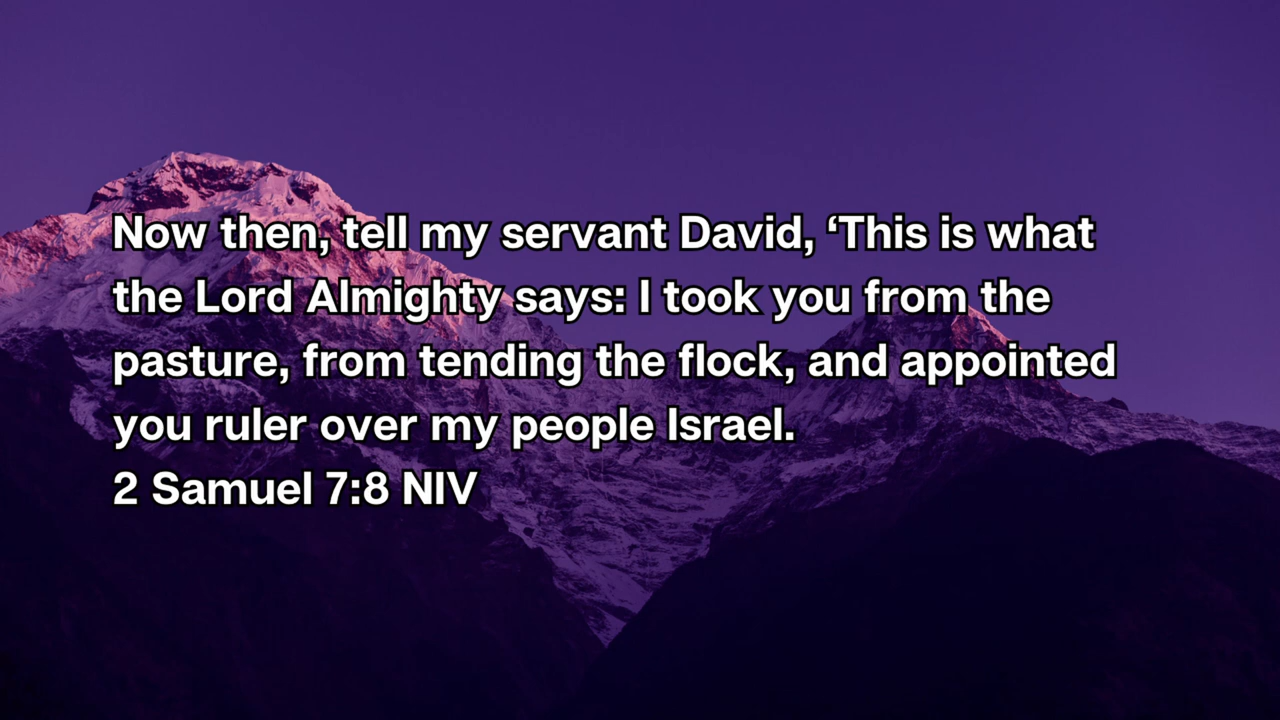 Now then, tell my servant David, ‘This is what
the Lord Almighty says: I took you from the
pasture, from tending the flock, and appointed
you ruler over my people Israel.
2 Samuel 7:8 NIV